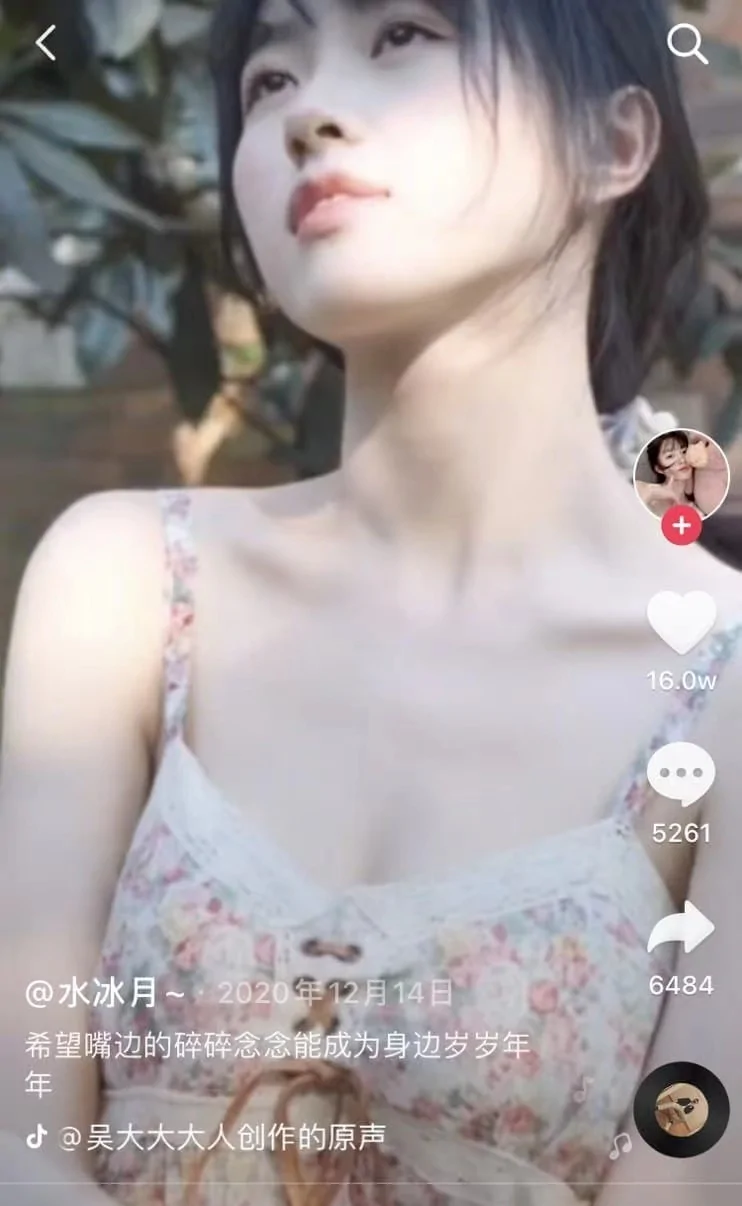 16.0w
5261
6484
@水冰月~ · 2020年12月14日
希望嘴边的碎碎念念能成为身边岁岁年
年
@吴大大大人创作的原声